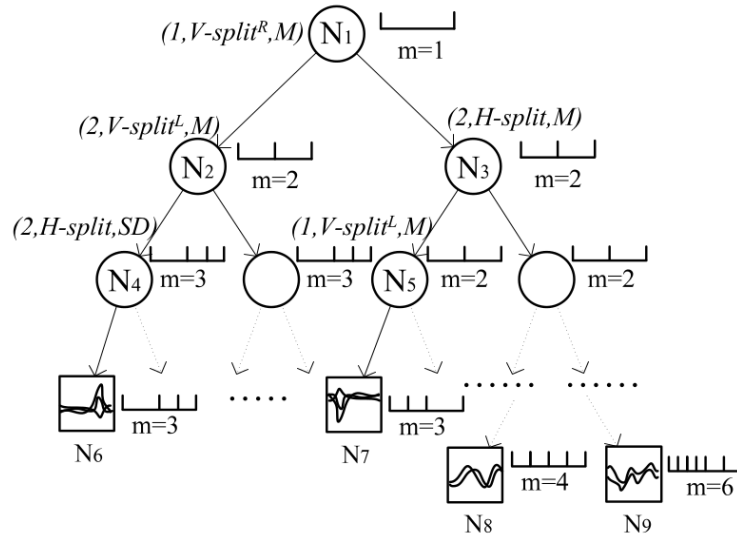 (1,V-split^R,M) N₁ m=1
(2,V-split^L,M) (2,H-split,M)
N₂ m=2 N₃ m=2
(2,H-split,SD) (1,V-split^L,M)
N₄ m=3 m=3 N₅ m=2 m=2
m=3 m=3
N₆ N₇
m=4 m=6
N₈ N₉